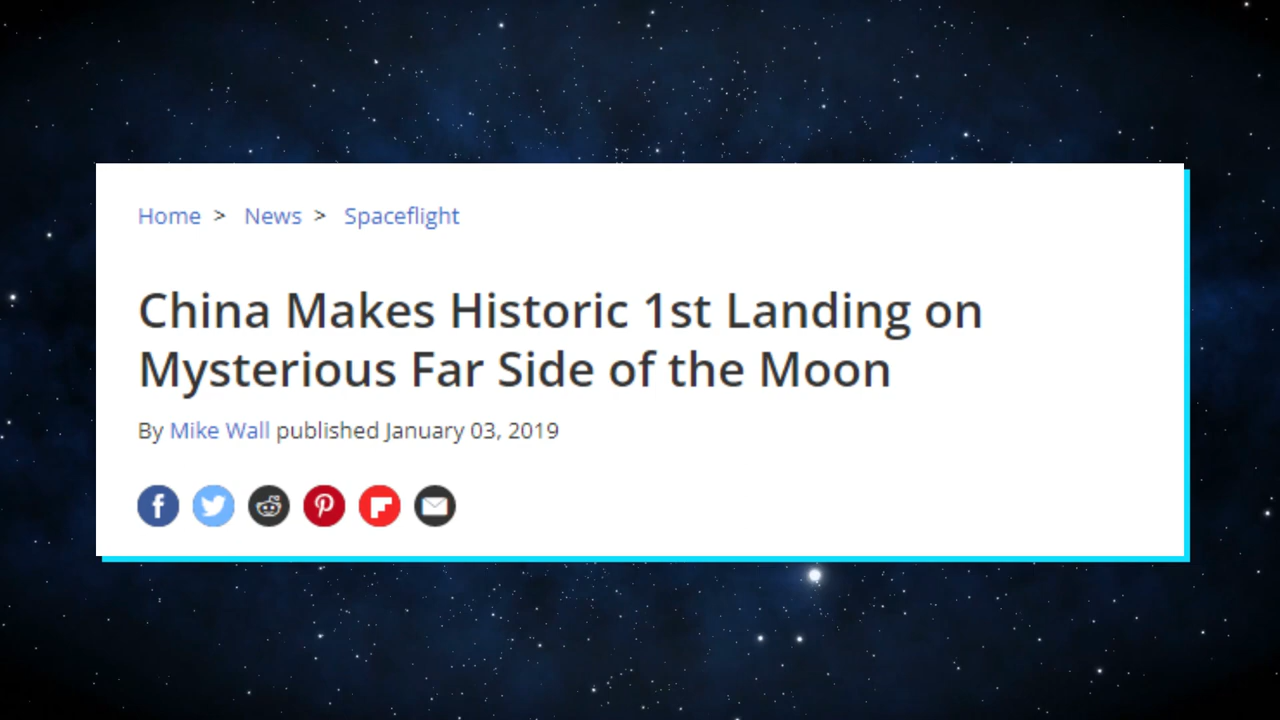 Home > News > Spaceflight
China Makes Historic 1st Landing on
Mysterious Far Side of the Moon
By Mike Wall published January 03, 2019